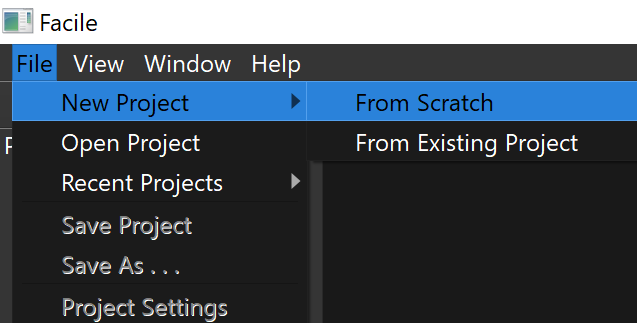 Facile
File View Window Help
New Project
From Scratch
Open Project
From Existing Project
Recent Projects
Save Project
Save As . . .
Project Settings